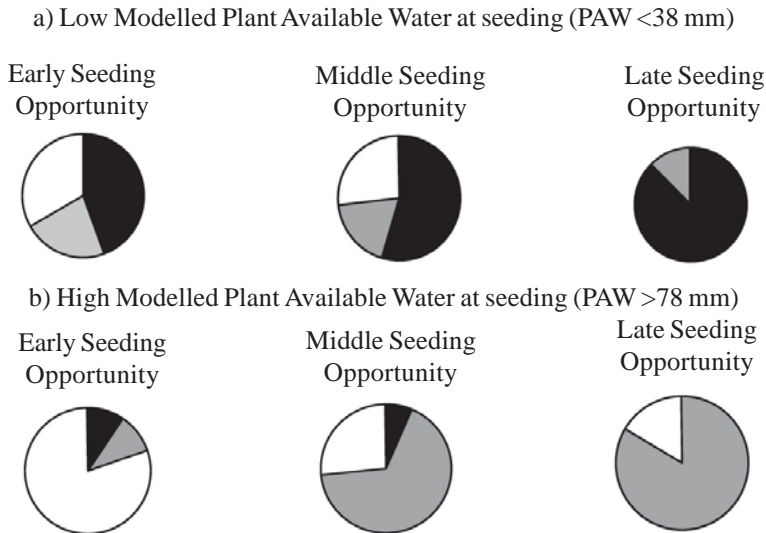 a) Low Modelled Plant Available Water at seeding (PAW <38 mm)
Early Seeding
Opportunity
Middle Seeding
Opportunity
Late Seeding
Opportunity
b) High Modelled Plant Available Water at seeding (PAW >78 mm)
Early Seeding
Opportunity
Middle Seeding
Opportunity
Late Seeding
Opportunity